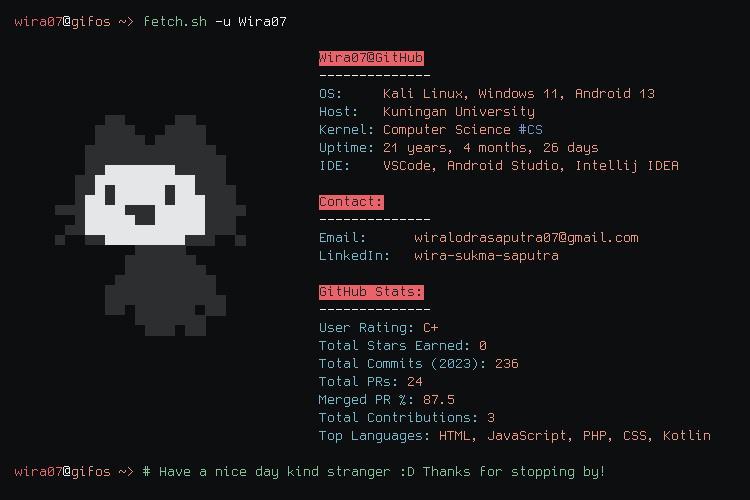 wira07@gifos ~> fetch.sh -u Wira07
Wira07@GitHub
--------------
OS: Kali Linux, Windows 11, Android 13
Host: Kuningan University
Kernel: Computer Science #CS
Uptime: 21 years, 4 months, 26 days
IDE: VSCode, Android Studio, Intellij IDEA
Contact:
--------------
Email: wiralodrasaputra07@gmail.com
LinkedIn: wira-sukma-saputra
GitHub Stats:
--------------
User Rating: C+
Total Stars Earned: 0
Total Commits (2023): 236
Total PRs: 24
Merged PR %: 87.5
Total Contributions: 3
Top Languages: HTML, JavaScript, PHP, CSS, Kotlin
wira07@gifos ~> # Have a nice day kind stranger :D Thanks for stopping by!